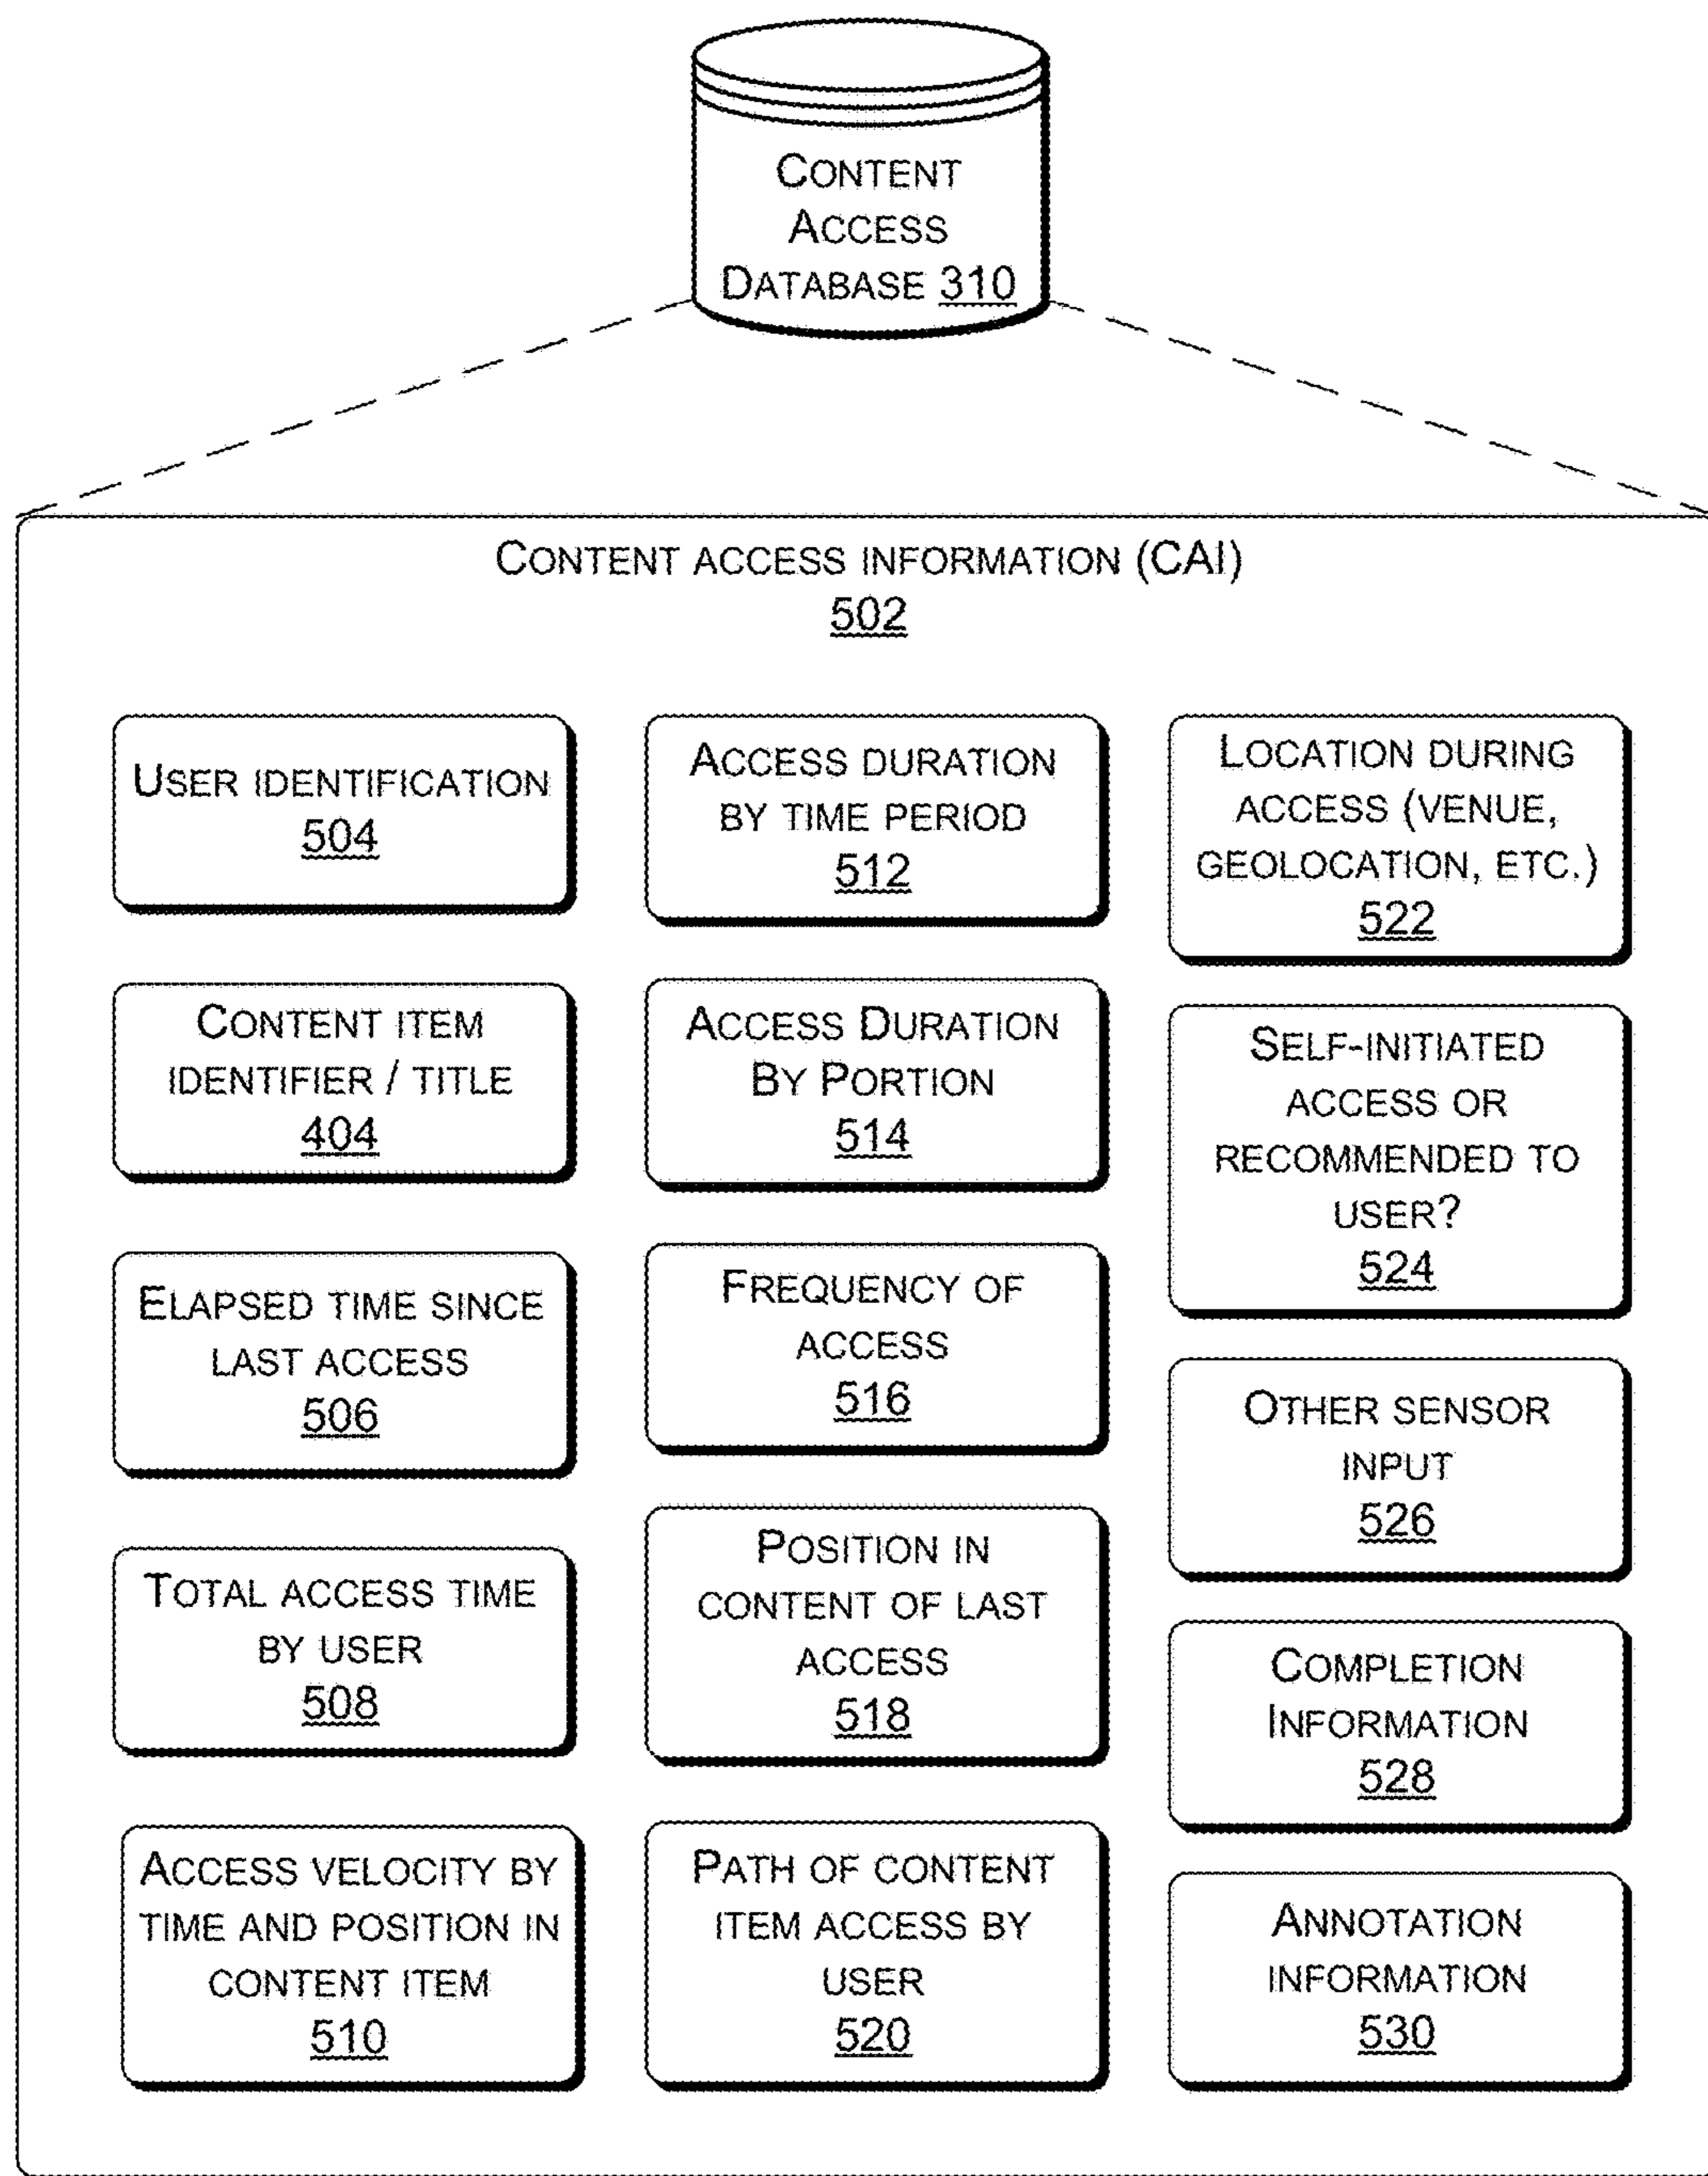 CONTENT
ACCESS
DATABASE 310
CONTENT ACCESS INFORMATION (CAI)
502
USER IDENTIFICATION
504
CONTENT ITEM
IDENTIFIER / TITLE
404
ELAPSED TIME SINCE
LAST ACCESS
506
TOTAL ACCESS TIME
BY USER
508
ACCESS VELOCITY BY
TIME AND POSITION IN
CONTENT ITEM
510
ACCESS DURATION
BY TIME PERIOD
512
ACCESS DURATION
BY PORTION
514
FREQUENCY OF
ACCESS
516
POSITION IN
CONTENT OF LAST
ACCESS
518
PATH OF CONTENT
ITEM ACCESS BY
USER
520
LOCATION DURING
ACCESS (VENUE,
GEOLOCATION, ETC.)
522
SELF-INITIATED
ACCESS OR
RECOMMENDED TO
USER?
524
OTHER SENSOR
INPUT
526
COMPLETION
INFORMATION
528
ANNOTATION
INFORMATION
530